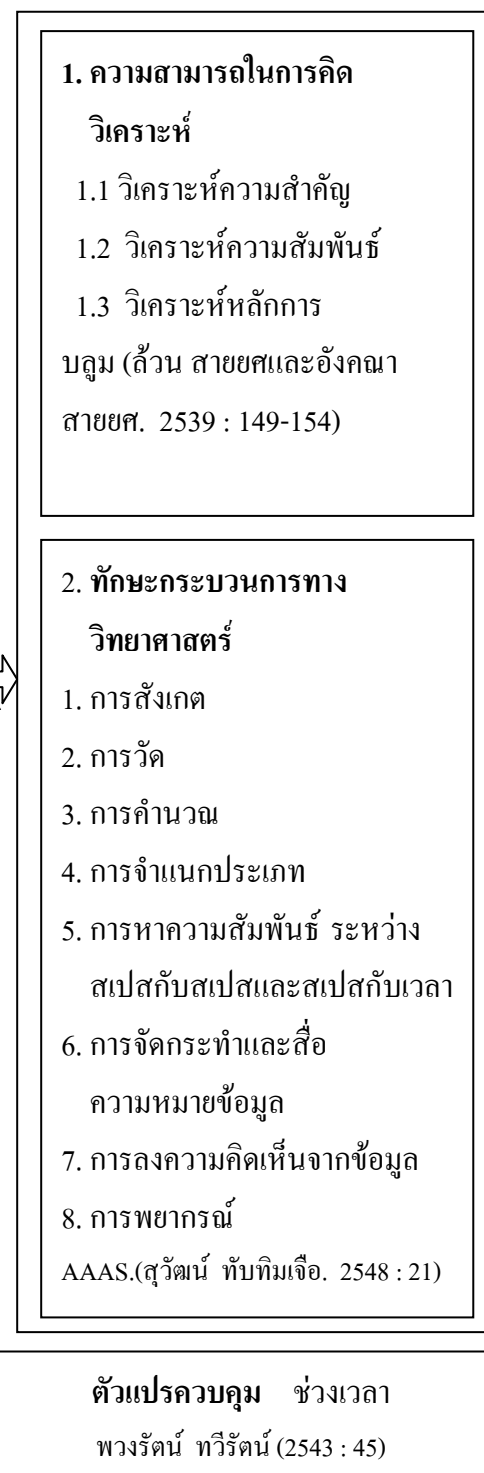 1. ความสามารถในการคิด
วิเคราะห์
1.1 วิเคราะห์ความสำคัญ
1.2 วิเคราะห์ความสัมพันธ์
1.3 วิเคราะห์หลักการ
บลูม (ล้วน สายยศและอังคณา
สายยศ. 2539 : 149-154)
2. ทักษะกระบวนการทาง
วิทยาศาสตร์
1. การสังเกต
2. การวัด
3. การคำนวณ
4. การจำแนกประเภท
5. การหาความสัมพันธ์ ระหว่าง
สเปสกับสเปสและสเปสกับเวลา
6. การจัดกระทำและสื่อ
ความหมายข้อมูล
7. การลงความคิดเห็นจากข้อมูล
8. การพยากรณ์
AAAS.(สุวัฒน์ ทับทิมเจือ. 2548 : 21)
ตัวแปรควบคุม ช่วงเวลา
พวงรัตน์ ทวีรัตน์ (2543 : 45)